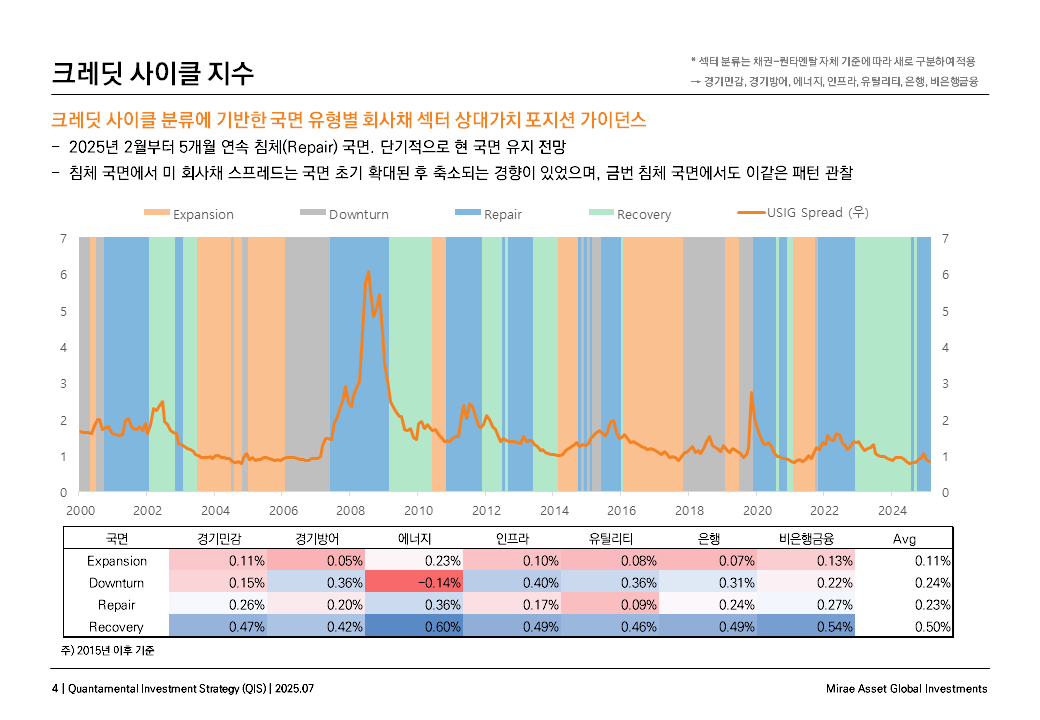 크레딧 사이클 지수
* 섹터 분류는 채권-퀀타멘탈 자체 기준에 따라 새로 구분하여 적용
→ 경기민감, 경기방어, 에너지, 인프라, 유틸리티, 은행, 비은행금융
크레딧 사이클 분류에 기반한 국면 유형별 회사채 섹터 상대가치 포지션 가이던스
- 2025년 2월부터 5개월 연속 침체(Repair) 국면. 단기적으로 현 국면 유지 전망
- 침체 국면에서 미 회사채 스프레드는 국면 초기 확대된 후 축소되는 경향이 있었으며, 금번 침체 국면에서도 이같은 패턴 관찰
Expansion Downturn Repair Recovery USIG Spread (우)
7 7
6 6
5 5
4 4
3 3
2 2
1 1
0 0
2000 2002 2004 2006 2008 2010 2012 2014 2016 2018 2020 2022 2024
국면 경기민감 경기방어 에너지 인프라 유틸리티 은행 비은행금융 Avg
Expansion 0.11% 0.05% 0.23% 0.10% 0.08% 0.07% 0.13% 0.11%
Downturn 0.15% 0.36% -0.14% 0.40% 0.36% 0.31% 0.22% 0.24%
Repair 0.26% 0.20% 0.36% 0.17% 0.09% 0.24% 0.27% 0.23%
Recovery 0.47% 0.42% 0.60% 0.49% 0.46% 0.49% 0.54% 0.50%
주) 2015년 이후 기준
4 | Quantamental Investment Strategy (QIS) | 2025.07
Mirae Asset Global Investments